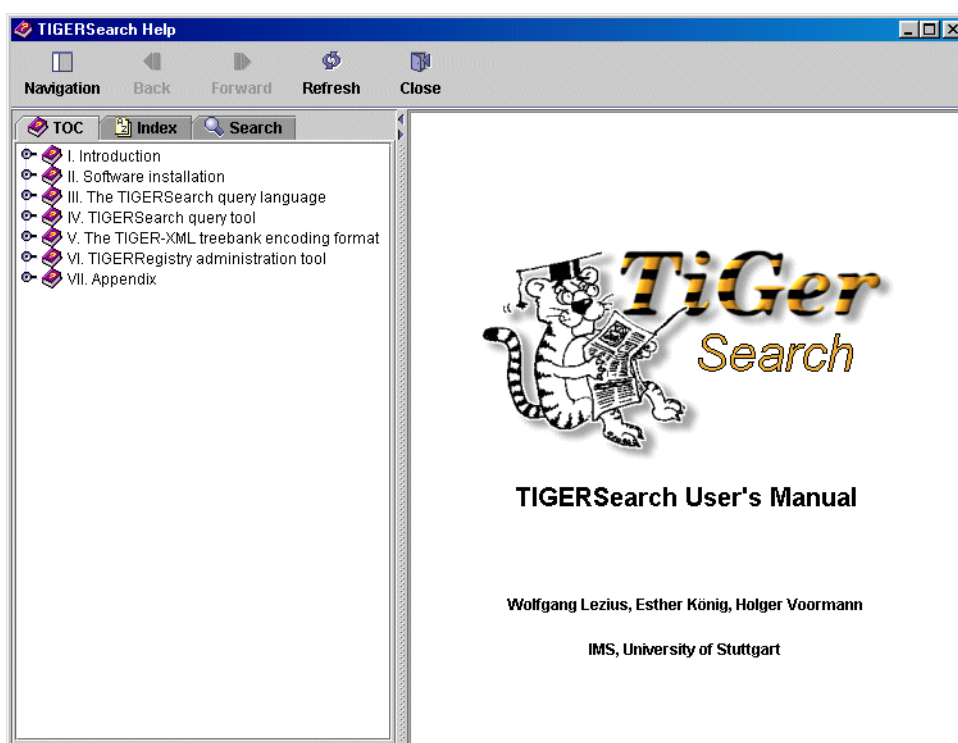 TIGERSearch Help
Navigation Back Forward Refresh Close
TOC Index Search
I. Introduction
II. Software installation
III. The TIGERSearch query language
IV. TIGERSearch query tool
V. The TIGER-XML treebank encoding format
VI. TIGERRegistry administration tool
VII. Appendix
TiGer
Search
TIGERSearch User's Manual
Wolfgang Lezius, Esther König, Holger Voormann
IMS, University of Stuttgart